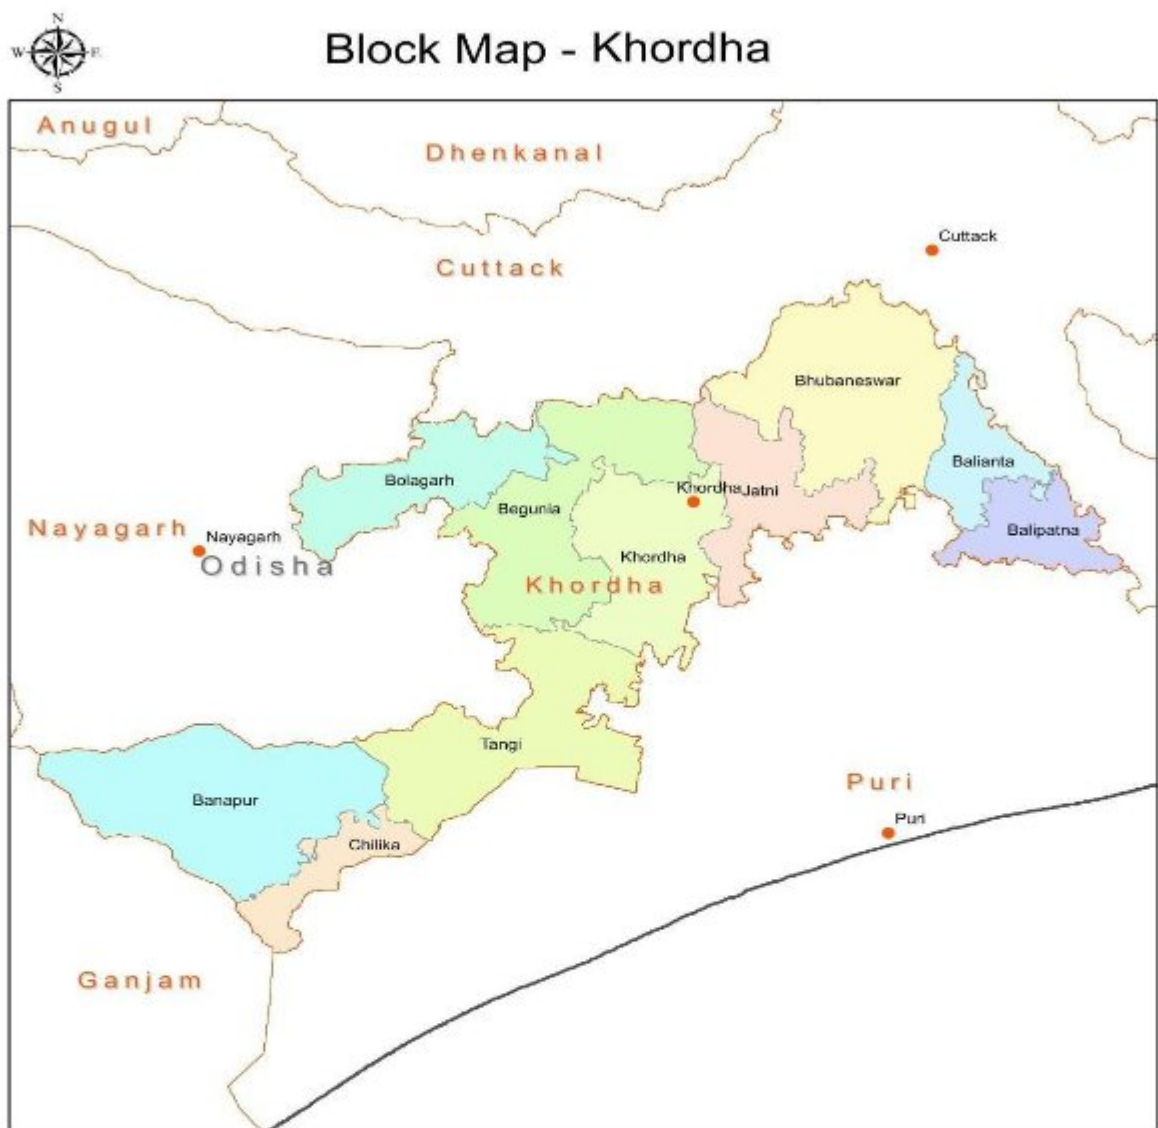 N
W E
S
Block Map - Khordha
Anugul
Dhenkanal
Cuttack
Cuttack
Bhubaneswar
Balianta
Bolagarh
Khordha
Jatni
Begunia
Nayagarh
Nayagarh
Balipatna
Khordha
Odisha
Khordha
Tangi
Puri
Banapur
Puri
Chilika
Ganjam